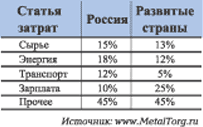 Статья затрат Россия Развитые страны
Сырье 15% 13%
Энергия 18% 12%
Транспорт 12% 5%
Зарплата 10% 25%
Прочее 45% 45%
Источник: www.MetalTorg.ru